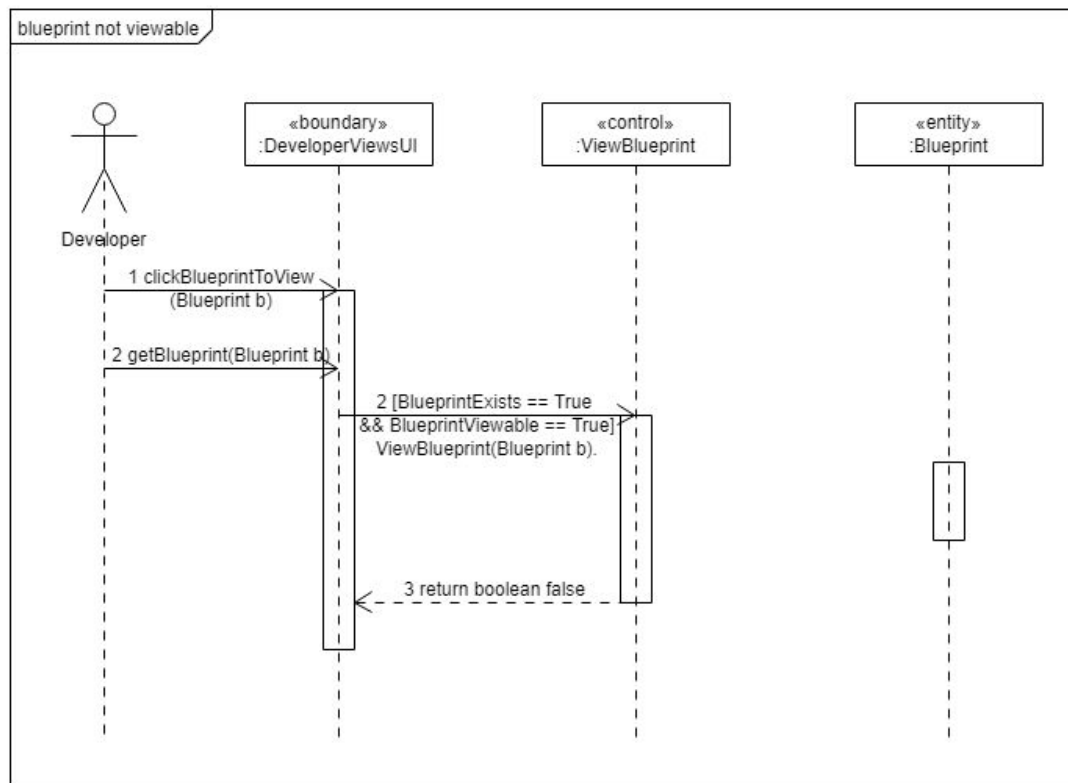 blueprint not viewable
«boundary»
:DeveloperViewsUI
«control»
:ViewBlueprint
«entity»
:Blueprint
Developer
1 clickBlueprintToView
(Blueprint b)
2 getBlueprint(Blueprint b)
2 [BlueprintExists == True
&& BlueprintViewable == True]
ViewBlueprint(Blueprint b).
3 return boolean false